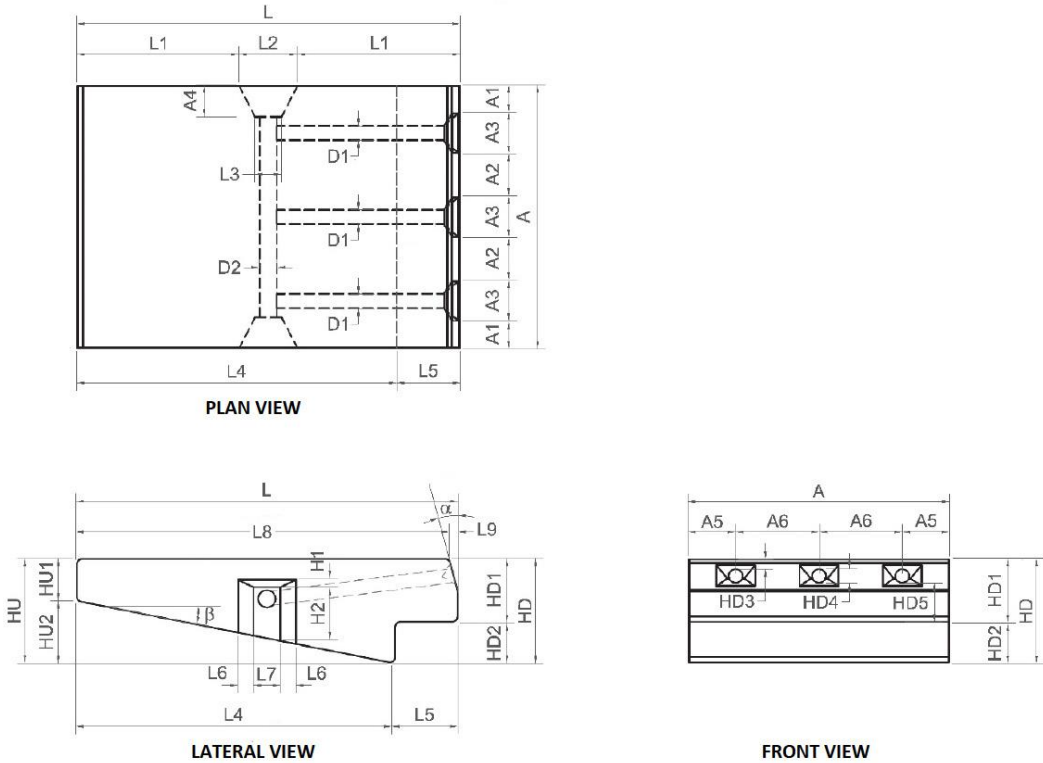 L
L1 L2 L1
A4
A1
A3
D1
L3
A2
A3
A
D1
A2
D2
A3
D1
A1
L4 L5
PLAN VIEW
L
L8 α L9
HU
HU1
HU2
H1
H2
β
HD1
HD2
HD
L6 L7 L6
L4 L5
LATERAL VIEW
A
A5 A6 A6 A5
HD3 HD4 HD5
HD1
HD2
HD
FRONT VIEW